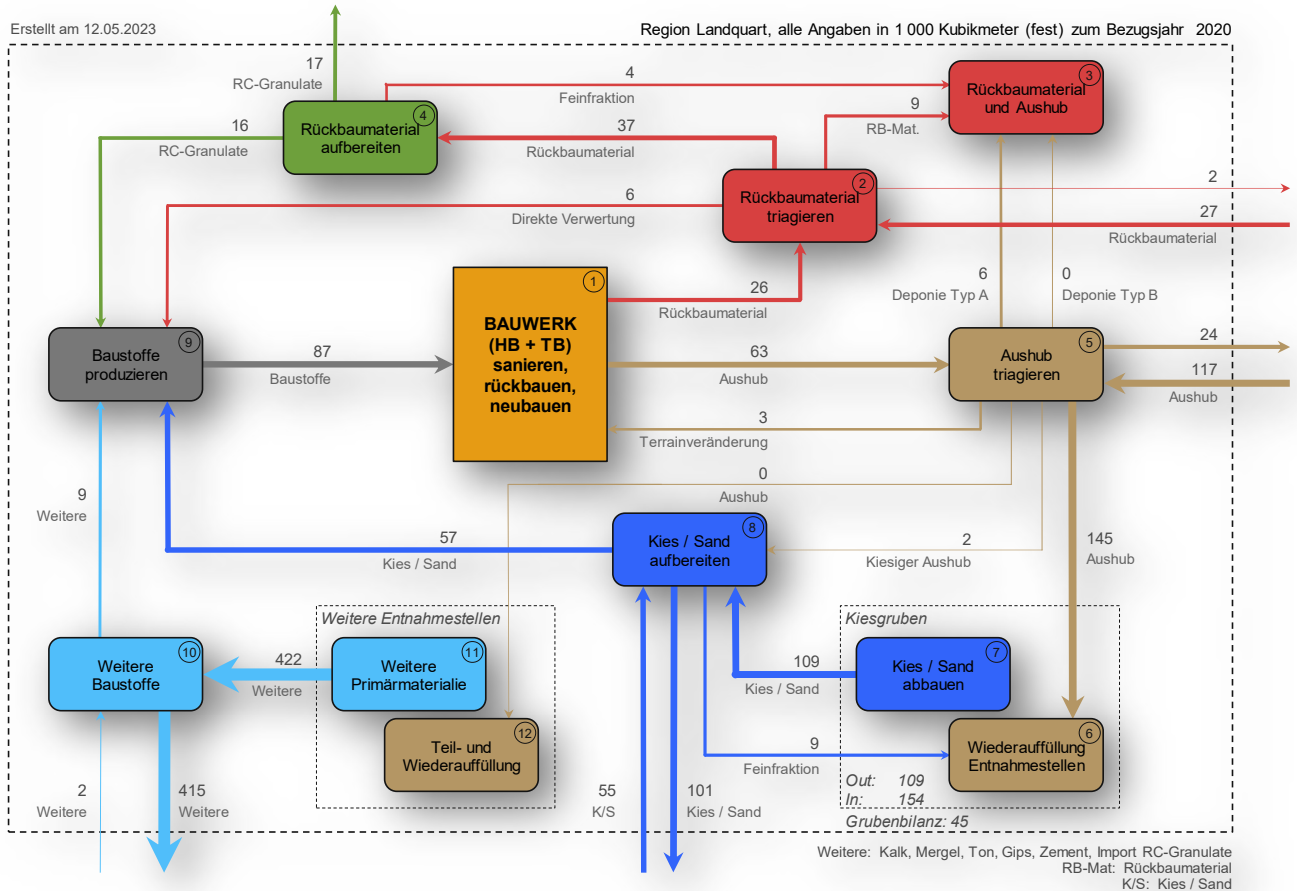 Erstellt am 12.05.2023
Region Landquart, alle Angaben in 1 000 Kubikmeter (fest) zum Bezugsjahr 2020
17
RC-Granulate
4
Feinfraktion
3
Rückbaumaterial
und Aushub
4
Rückbaumaterial
aufbereiten
9
RB-Mat.
16
RC-Granulate
37
Rückbaumaterial
2
Rückbaumaterial
triagieren
2
6
Direkte Verwertung
27
Rückbaumaterial
6
Deponie Typ A
0
Deponie Typ B
1
BAUWERK
(HB + TB)
sanieren,
rückbauen,
neubauen
26
Rückbaumaterial
9
Baustoffe
produzieren
87
Baustoffe
63
Aushub
5
Aushub
triagieren
24
117
Aushub
3
Terrainveränderung
0
Aushub
9
Weitere
57
Kies / Sand
8
Kies / Sand
aufbereiten
2
Kiesiger Aushub
145
Aushub
Weitere Entnahmestellen
Kiesgruben
10
Weitere
Baustoffe
422
Weitere
11
Weitere
Primärmaterialie
109
Kies / Sand
7
Kies / Sand
abbauen
12
Teil- und
Wiederauffüllung
9
Feinfraktion
6
Wiederauffüllung
Entnahmestellen
2
Weitere
415
Weitere
55
K/S
101
Kies / Sand
Out: 109
In: 154
Grubenbilanz: 45
Weitere: Kalk, Mergel, Ton, Gips, Zement, Import RC-Granulate
RB-Mat: Rückbaumaterial
K/S: Kies / Sand